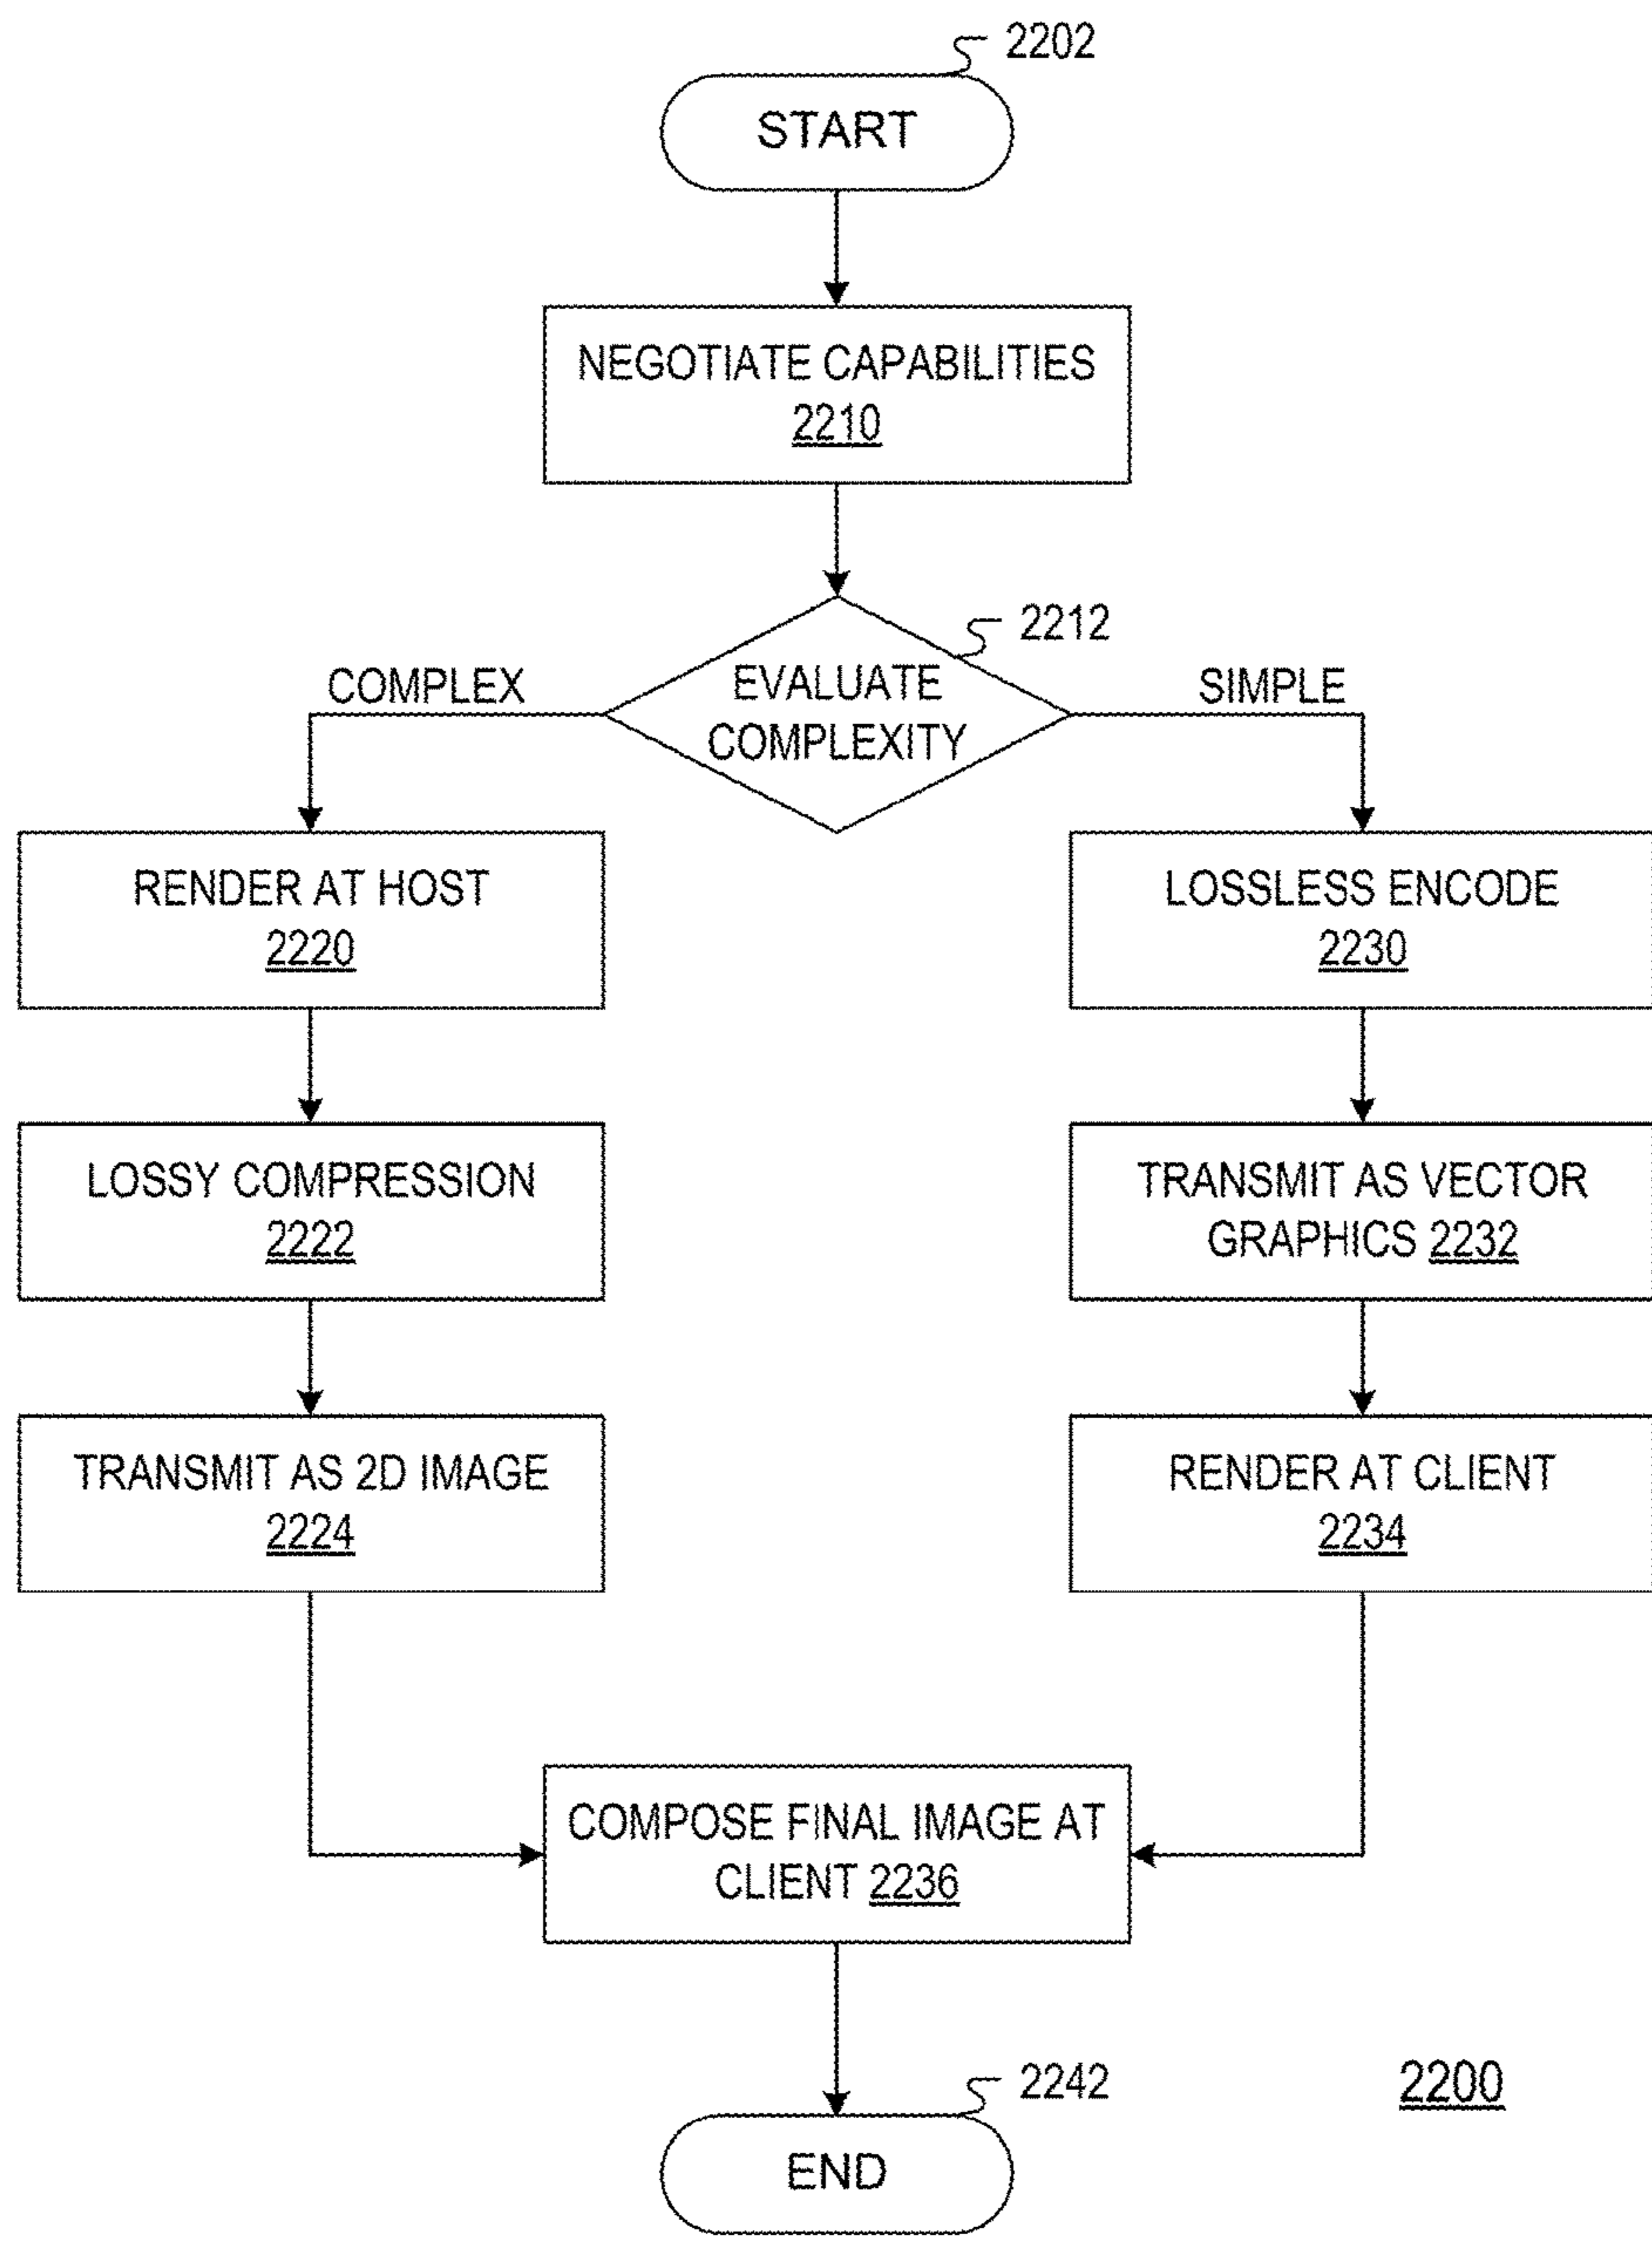 2202
START
NEGOTIATE CAPABILITIES
2210
2212
EVALUATE
COMPLEXITY
COMPLEX
SIMPLE
RENDER AT HOST
2220
LOSSY COMPRESSION
2222
TRANSMIT AS 2D IMAGE
2224
LOSSLESS ENCODE
2230
TRANSMIT AS VECTOR
GRAPHICS 2232
RENDER AT CLIENT
2234
COMPOSE FINAL IMAGE AT
CLIENT 2236
2242
END
2200